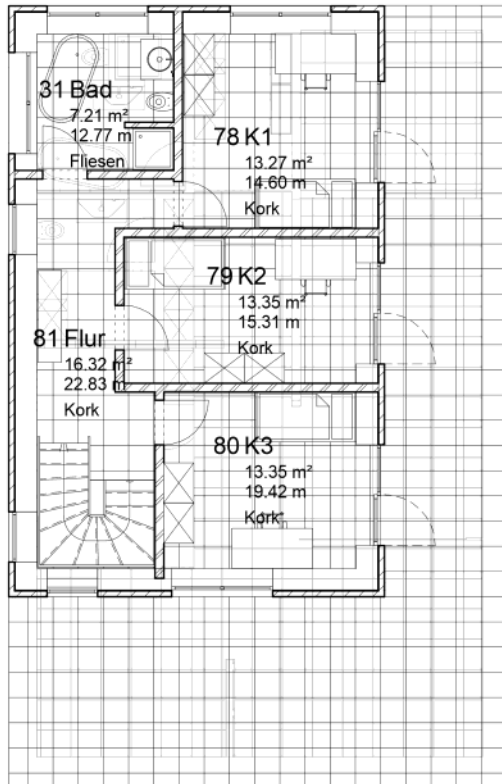 31 Bad
7.21 m²
12.77 m
Fliesen
78 K1
13.27 m²
14.60 m
Kork
79 K2
13.35 m²
15.31 m
Kork
81 Flur
16.32 m²
22.83 m
Kork
80 K3
13.35 m²
19.42 m
Kork